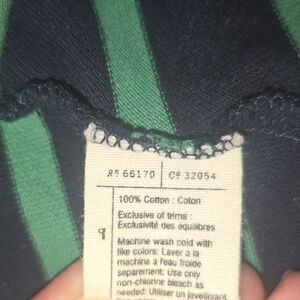 RN 66170 CA 32054
100% Cotton : Coton
Exclusive of trims :
Exclusivité des équilibres
Machine wash cold with
like colors: Laver a la
machine à l'eau froide
separement: Use only
non-chlorine bleach as
needed: Utiliser un javellisant